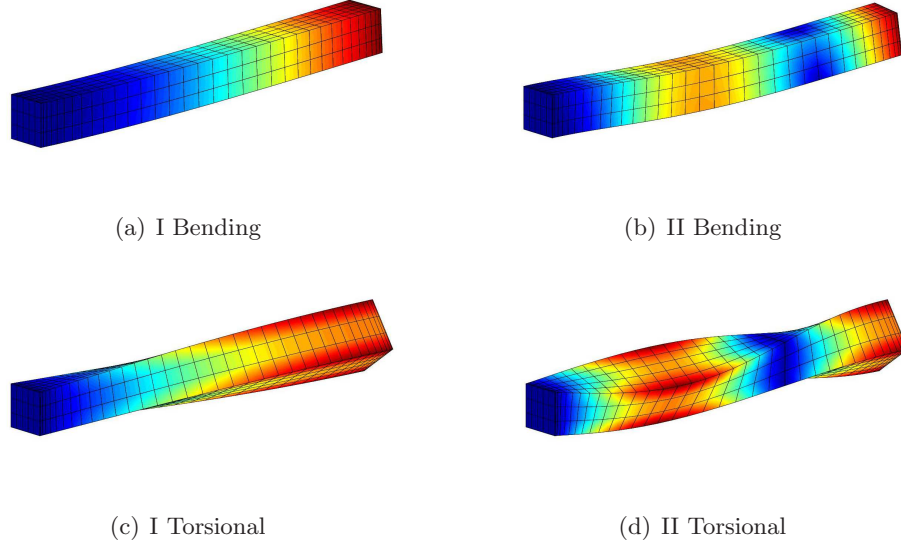 (a) I Bending
(b) II Bending
(c) I Torsional
(d) II Torsional